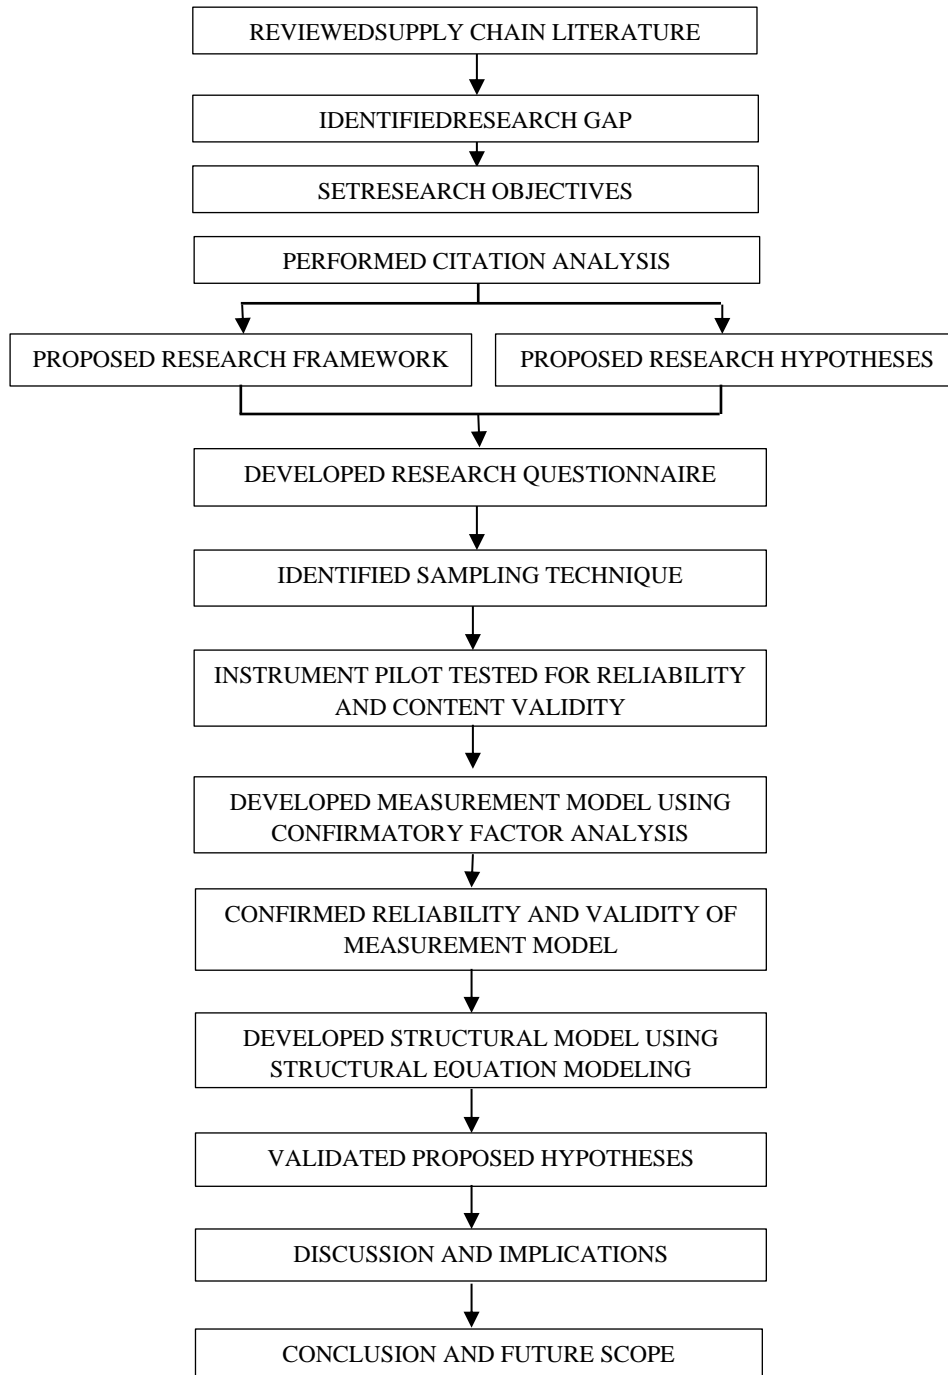 REVIEWEDSUPPLY CHAIN LITERATURE
IDENTIFIEDRESEARCH GAP
SETRESEARCH OBJECTIVES
PERFORMED CITATION ANALYSIS
PROPOSED RESEARCH FRAMEWORK
PROPOSED RESEARCH HYPOTHESES
DEVELOPED RESEARCH QUESTIONNAIRE
IDENTIFIED SAMPLING TECHNIQUE
INSTRUMENT PILOT TESTED FOR RELIABILITY
AND CONTENT VALIDITY
DEVELOPED MEASUREMENT MODEL USING
CONFIRMATORY FACTOR ANALYSIS
CONFIRMED RELIABILITY AND VALIDITY OF
MEASUREMENT MODEL
DEVELOPED STRUCTURAL MODEL USING
STRUCTURAL EQUATION MODELING
VALIDATED PROPOSED HYPOTHESES
DISCUSSION AND IMPLICATIONS
CONCLUSION AND FUTURE SCOPE